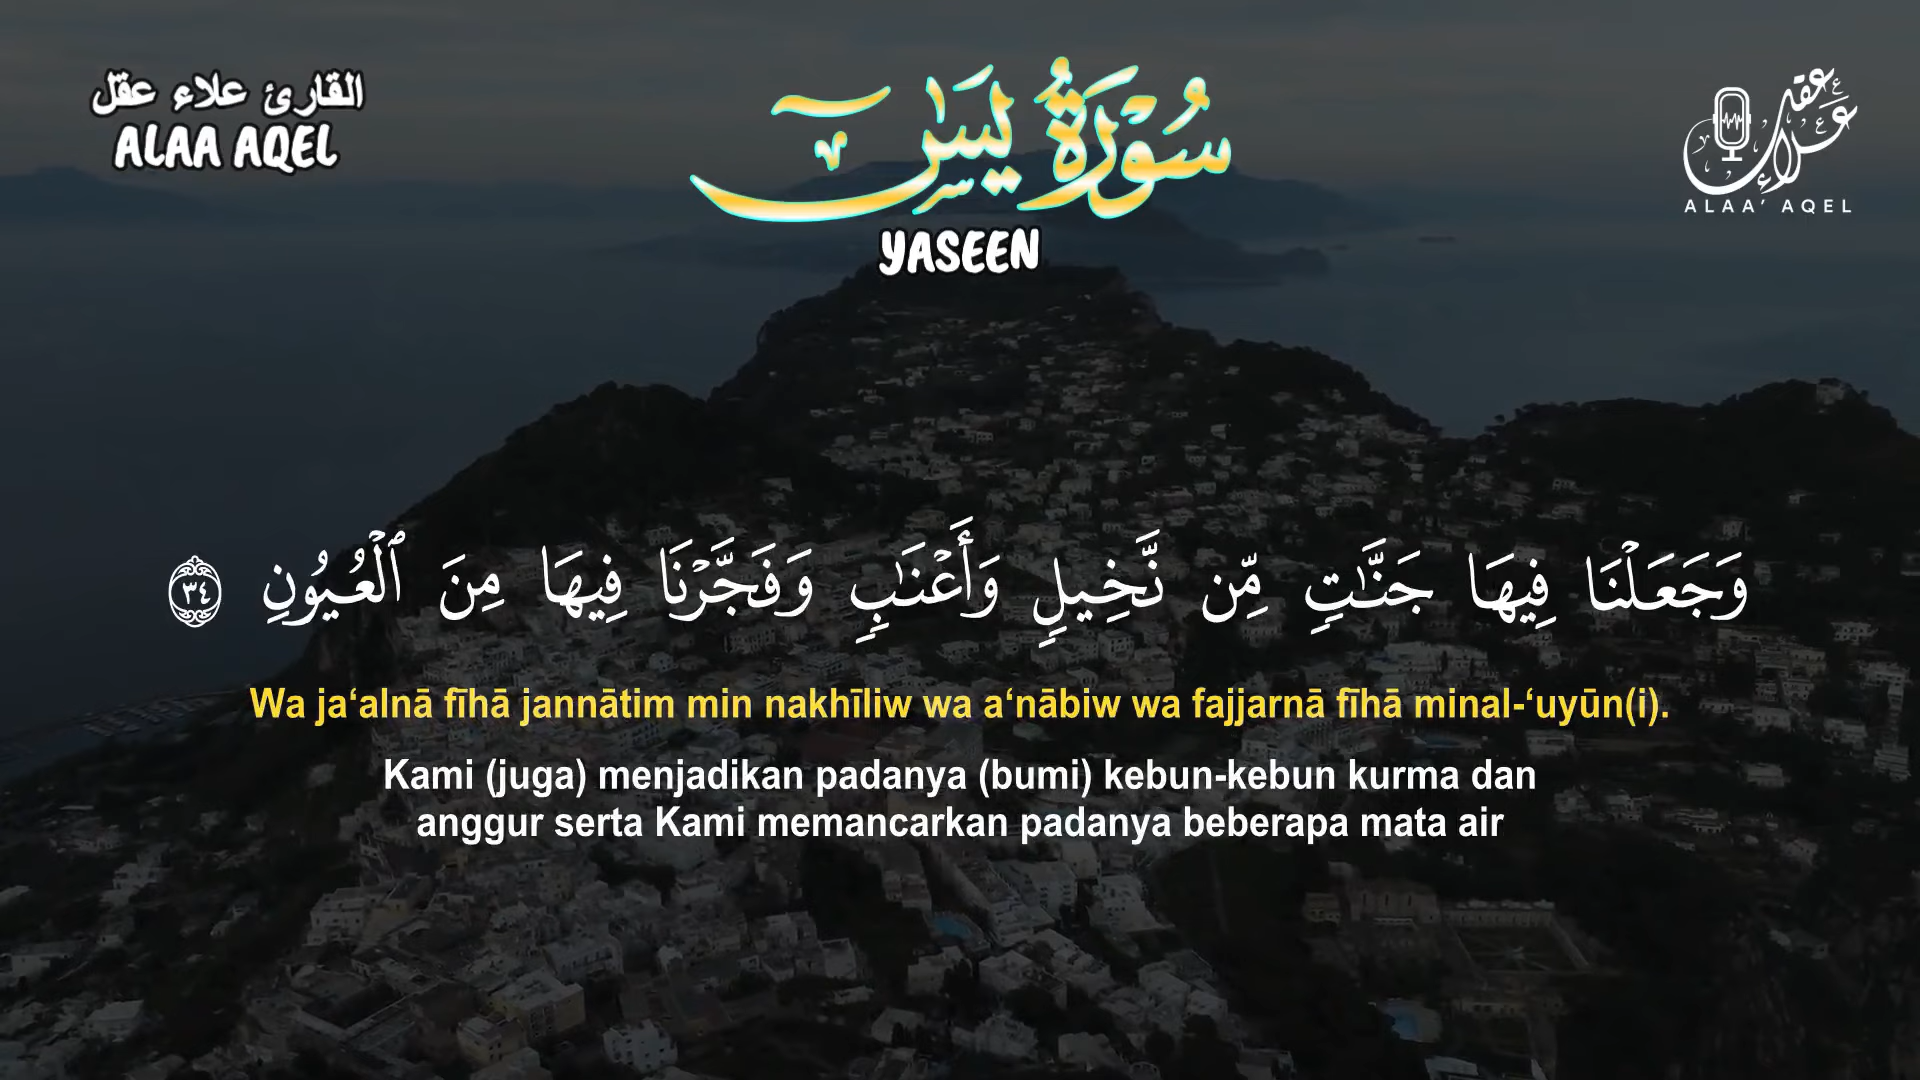 القارئ علاء عقل
ALAA AQEL
سُورَةُ يسٓ
YASEEN
علاء عقل
ALAA' AQEL
وَجَعَلْنَا فِيهَا جَنَّـٰتٍ مِّن نَّخِيلٍ وَأَعْنَـٰبٍ وَفَجَّرْنَا فِيهَا مِنَ ٱلْعُيُونِ ٣٤
Wa ja‘alnā fīhā jannātim min nakhīliw wa a‘nābiw wa fajjarnā fīhā minal-‘uyūn(i).
Kami (juga) menjadikan padanya (bumi) kebun-kebun kurma dan
anggur serta Kami memancarkan padanya beberapa mata air